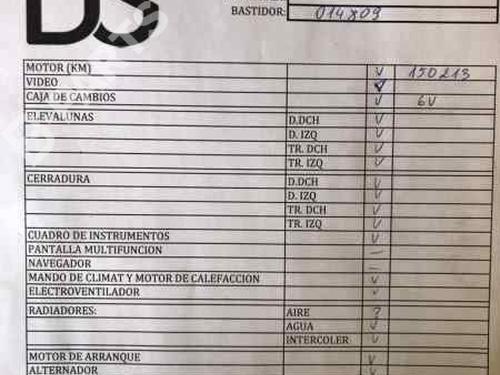 DS
BASTIDOR: 014809
MOTOR (KM) V 150213
VIDEO V
CAJA DE CAMBIOS V 6V
ELEVALUNAS D.DCH V
D. IZQ V
TR. DCH V
TR. IZQ V
CERRADURA D.DCH V
D. IZQ V
TR. DCH V
TR. IZQ V
CUADRO DE INSTRUMENTOS V
PANTALLA MULTIFUNCION —
NAVEGADOR —
MANDO DE CLIMAT Y MOTOR DE CALEFACCION V
ELECTROVENTILADOR V
RADIADORES: AIRE ?
AGUA V
INTERCOLER V
MOTOR DE ARRANQUE V
ALTERNADOR V